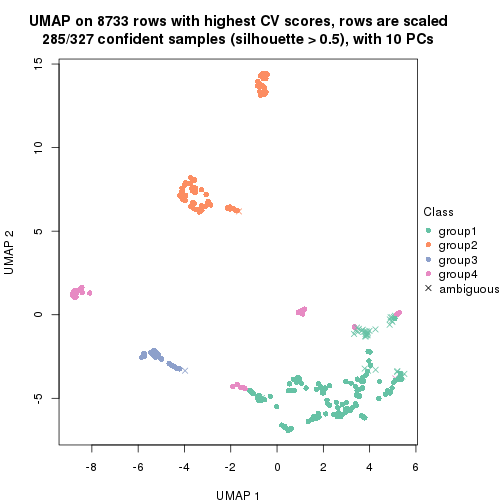 UMAP on 8733 rows with highest CV scores, rows are scaled
285/327 confident samples (silhouette > 0.5), with 10 PCs
15
10
5
0
-5
UMAP 2
-8
-6
-4
-2
0
2
4
6
UMAP 1
Class
group1
group2
group3
group4
ambiguous